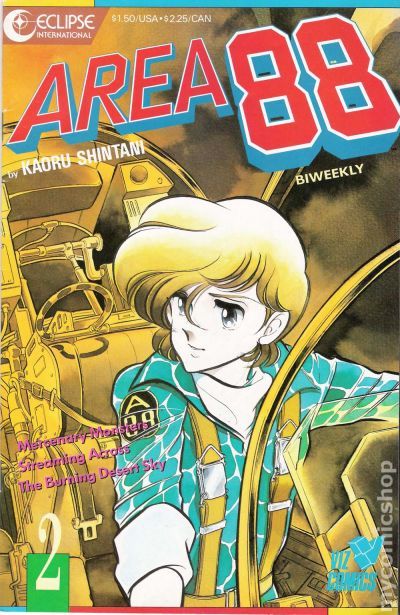 ECLIPSE
INTERNATIONAL
$1.50/USA • $2.25/CAN
AREA 88
by KAORU SHINTANI
BIWEEKLY
A
88
Mercenary Monsters
Streaming Across
The Burning Desert Sky
2
VIZ
COMICS
mycomicshop